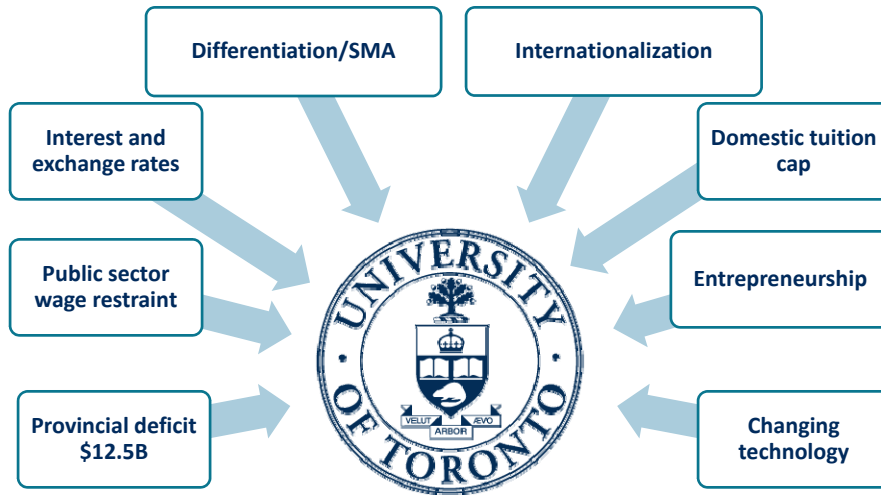 Differentiation/SMA
Internationalization
Interest and
exchange rates
Domestic tuition
cap
Public sector
wage restraint
Entrepreneurship
Provincial deficit
$12.5B
Changing
technology
UNIVERSITY
OF TORONTO
VELUT
ARBOR
ÆVO